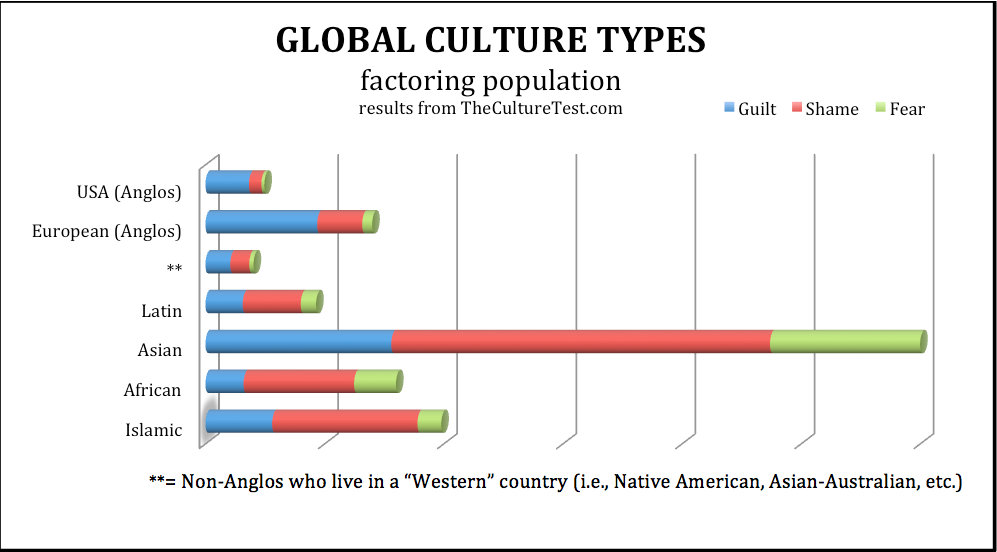 GLOBAL CULTURE TYPES
factoring population
results from TheCultureTest.com
Guilt Shame Fear
USA (Anglos)
European (Anglos)
**
Latin
Asian
African
Islamic
**= Non-Anglos who live in a “Western” country (i.e., Native American, Asian-Australian, etc.)